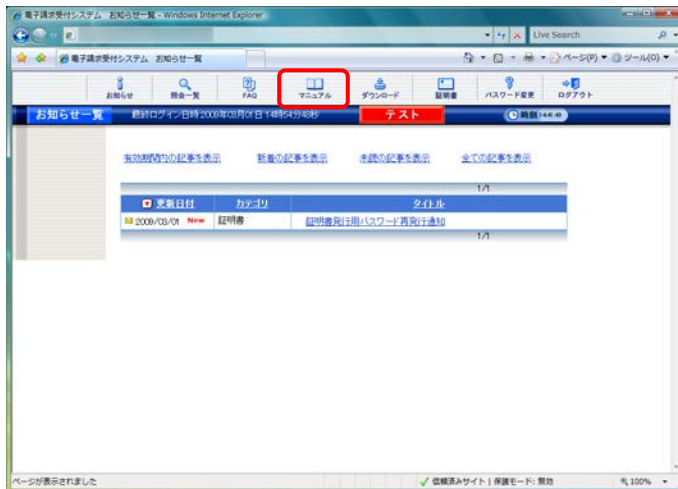 電子請求受付システム お知らせ一覧 - Windows Internet Explorer
Live Search
電子請求受付システム お知らせ一覧
ページ(P) ツール(O)
お知らせ 照会一覧 FAQ マニュアル ダウンロード 証明書 パスワード変更 ログアウト
お知らせ一覧 最終ログイン日時:2009年03月01日 14時54分48秒 テスト 時刻
有効期間内の記事を表示 新着の記事を表示 未読の記事を表示 全ての記事を表示
1/1
更新日付 カテゴリ タイトル
2009/03/01 New 証明書 証明書発行用パスワード再発行通知
1/1
ページが表示されました 信頼済みサイト | 保護モード: 無効 100%